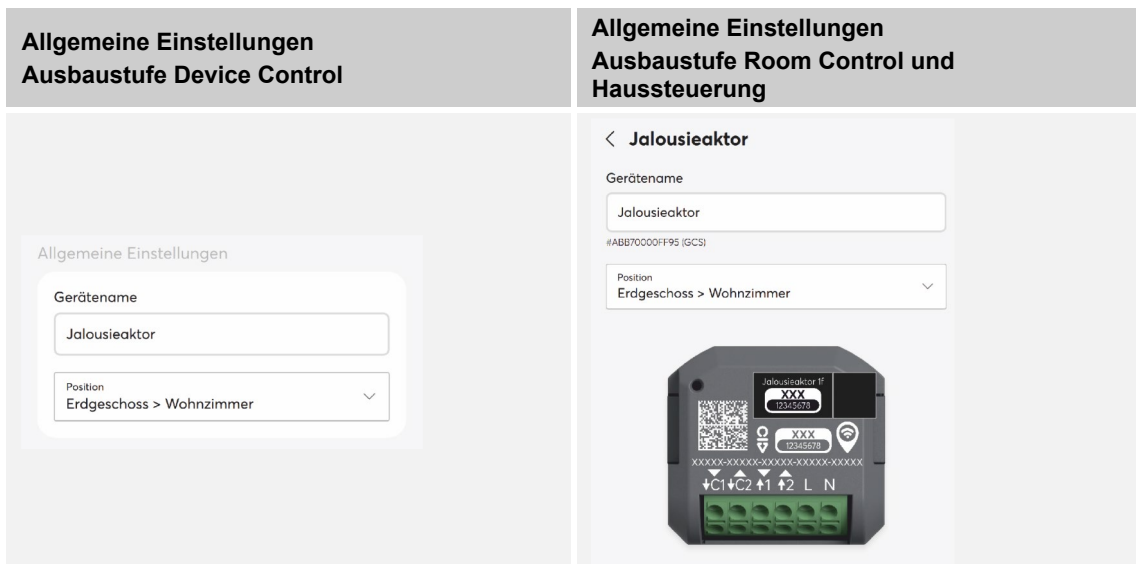 Allgemeine Einstellungen
Ausbaustufe Device Control
Allgemeine Einstellungen
Ausbaustufe Room Control und
Haussteuerung
Allgemeine Einstellungen
Gerätename
Jalousieaktor
Position
Erdgeschoss > Wohnzimmer
Jalousieaktor
Gerätename
Jalousieaktor
#ABB70000FF95 (GCS)
Position
Erdgeschoss > Wohnzimmer
Jalousieaktor 1f
XXX
12345678
XXX
12345678
XXXXX-XXXXX-XXXXX-XXXXX-XXXXX
C1 C2 1 2 L N